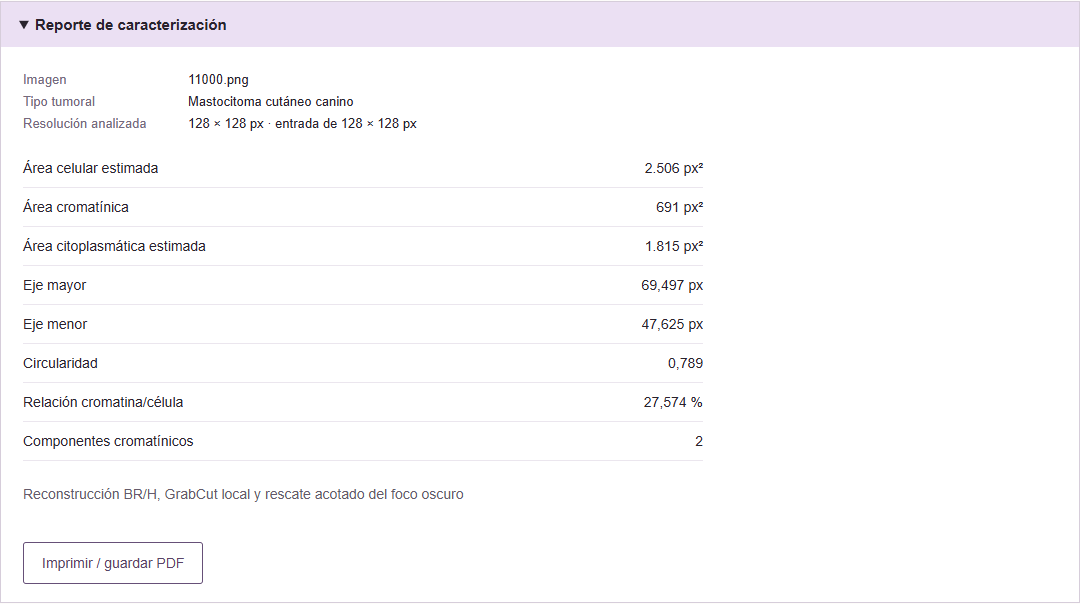 ▼ Reporte de caracterización
Imagen 11000.png
Tipo tumoral Mastocitoma cutáneo canino
Resolución analizada 128 × 128 px · entrada de 128 × 128 px
Área celular estimada 2.506 px²
Área cromatínica 691 px²
Área citoplasmática estimada 1.815 px²
Eje mayor 69,497 px
Eje menor 47,625 px
Circularidad 0,789
Relación cromatina/célula 27,574 %
Componentes cromatínicos 2
Reconstrucción BR/H, GrabCut local y rescate acotado del foco oscuro
Imprimir / guardar PDF